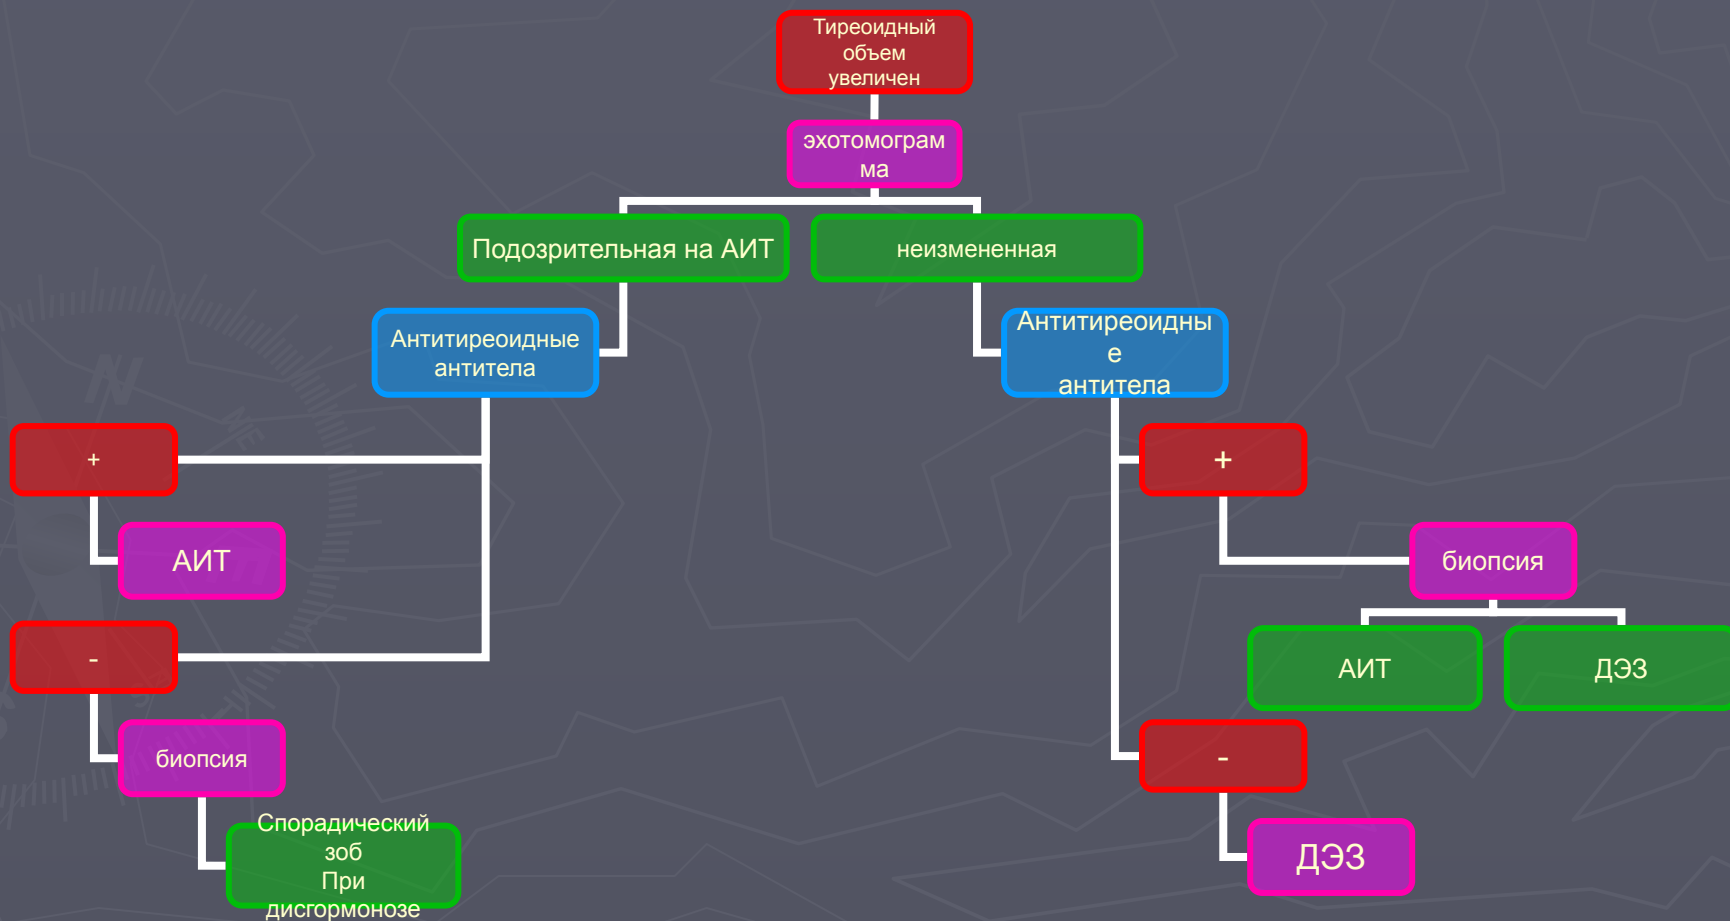 Тиреоидный
объем
увеличен
эхотомограм
ма
Подозрительная на АИТ
неизмененная
Антитиреоидные
антитела
Антитиреоидны
е
антитела
+
+
АИТ
биопсия
-
АИТ
ДЭЗ
биопсия
-
Спорадический
зоб
При
дисгормонозе
ДЭЗ
N
NE